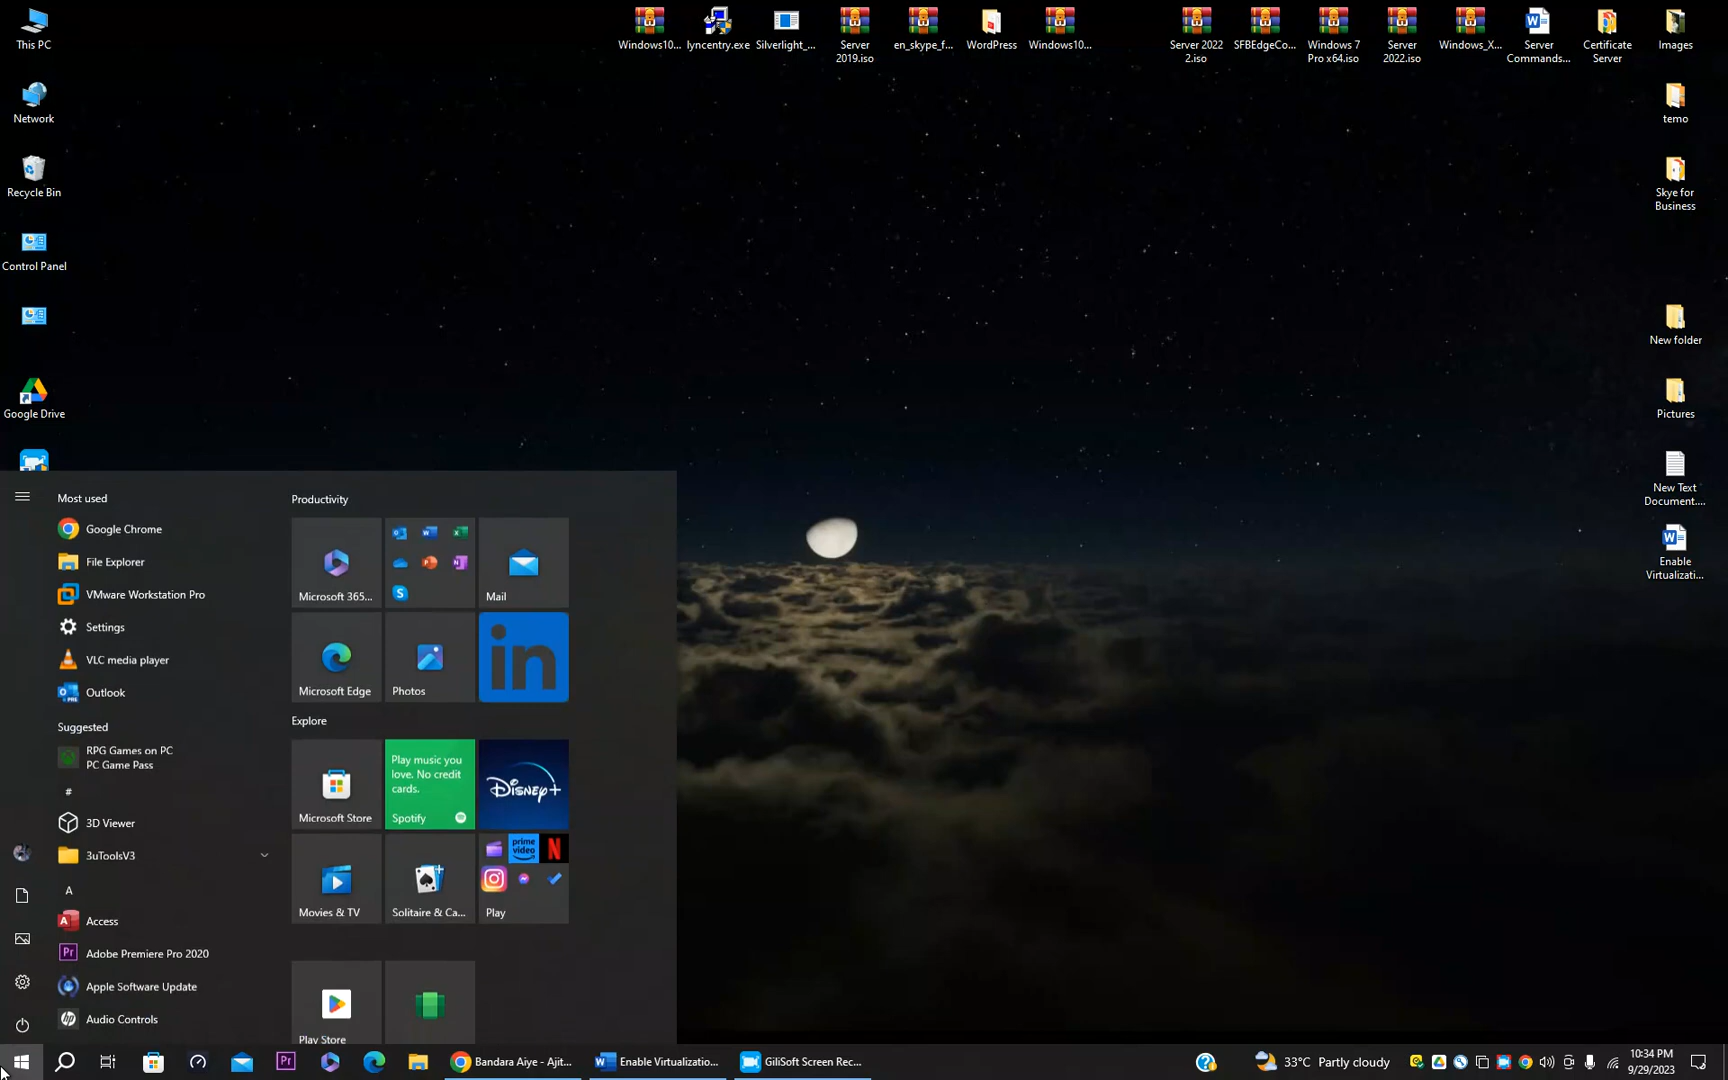 This PC
Windows10...
lyncentry.exe
Silverlight_...
Server
2019.iso
en_skype_f...
WordPress
Windows10...
Server 2022
2.iso
SFBEdgeCo...
Windows 7
Pro x64.iso
Server
2022.iso
Windows_X...
Server
Commands...
Certificate
Server
Images
Network
temo
Recycle Bin
Skye for
Business
Control Panel
New folder
Google Drive
Pictures
New Text
Document....
Enable
Virtualizati...
Most used
Google Chrome
File Explorer
VMware Workstation Pro
Settings
VLC media player
Outlook
Suggested
RPG Games on PC
PC Game Pass
#
3D Viewer
3uToolsV3
A
Access
Adobe Premiere Pro 2020
Apple Software Update
Audio Controls
Productivity
Microsoft 365...
Mail
Microsoft Edge
Photos
in
Explore
Microsoft Store
Play music you
love. No credit
cards.
Spotify
Disney+
Movies & TV
Solitaire & Ca...
prime
video
N
Play
Play Store
Pr
Bandara Aiye - Ajit...
Enable Virtualizatio...
GiliSoft Screen Rec...
33°C Partly cloudy
10:34 PM
9/29/2023